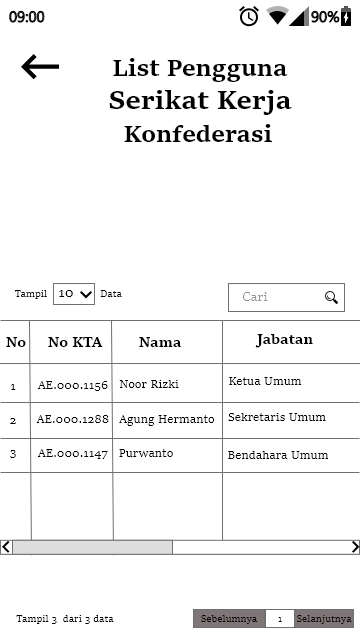 09:00 90%
List Pengguna
Serikat Kerja
Konfederasi
Tampil 10 Data Cari
No No KTA Nama Jabatan
1 AE.000.1156 Noor Rizki Ketua Umum
2 AE.000.1288 Agung Hermanto Sekretaris Umum
3 AE.000.1147 Purwanto Bendahara Umum
Tampil 3 dari 3 data Sebelumnya 1 Selanjutnya